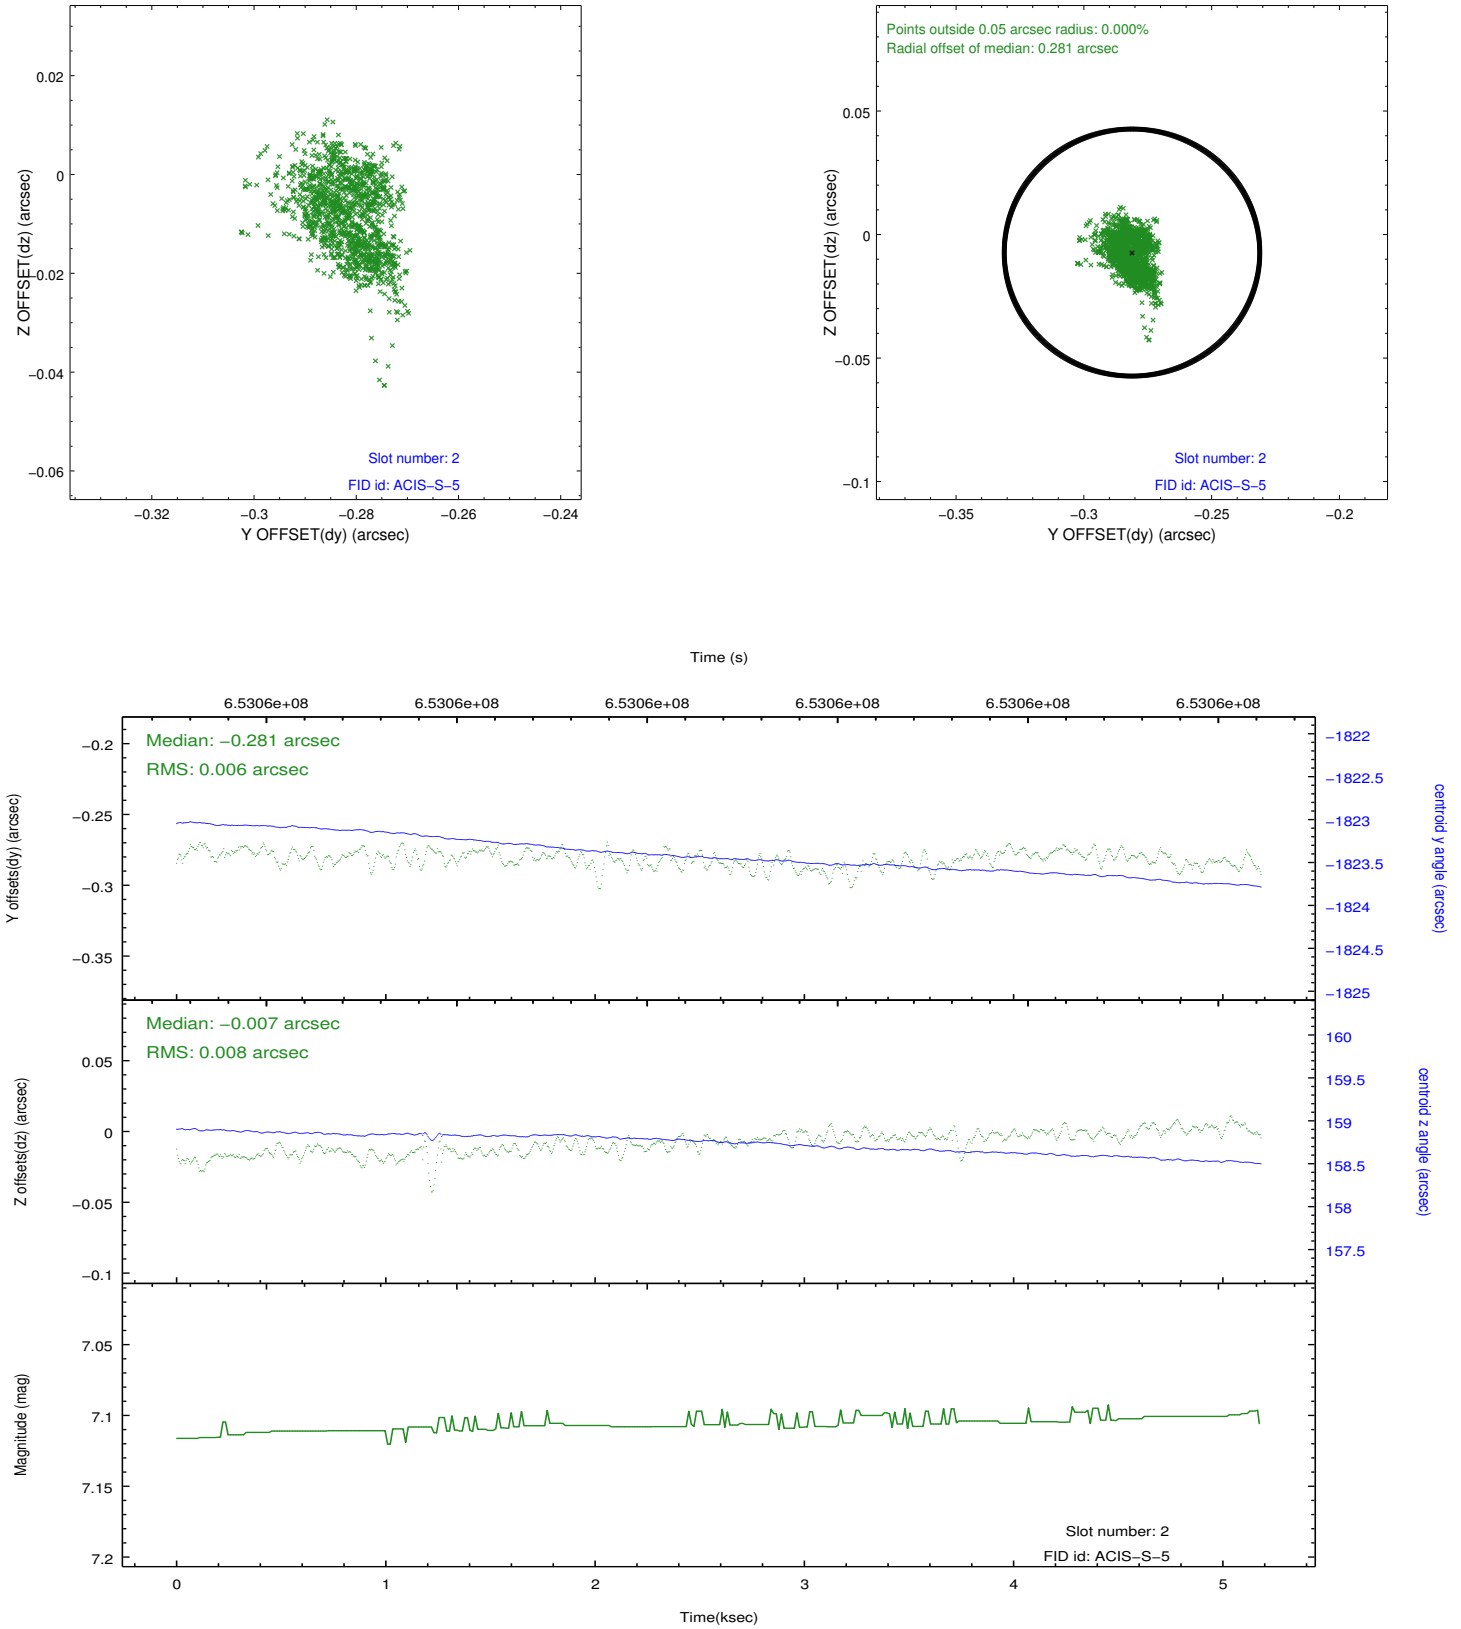 0.02
0
−0.02
−0.04
−0.06
Z OFFSET(dz) (arcsec)
Slot number: 2
FID id: ACIS−S−5
−0.32
−0.3
−0.28
−0.26
−0.24
Y OFFSET(dy) (arcsec)
Points outside 0.05 arcsec radius: 0.000%
Radial offset of median: 0.281 arcsec
0.05
0
−0.05
−0.1
Z OFFSET(dz) (arcsec)
Slot number: 2
FID id: ACIS−S−5
−0.35
−0.3
−0.25
−0.2
Y OFFSET(dy) (arcsec)
Time (s)
6.5306e+08
6.5306e+08
6.5306e+08
6.5306e+08
6.5306e+08
6.5306e+08
Median: −0.281 arcsec
RMS: 0.006 arcsec
−0.2
−0.25
−0.3
−0.35
Y offsets(dy) (arcsec)
−1822
−1822.5
−1823
−1823.5
−1824
−1824.5
−1825
centroid y angle (arcsec)
Median: −0.007 arcsec
RMS: 0.008 arcsec
0.05
0
−0.05
−0.1
Z offsets(dz) (arcsec)
160
159.5
159
158.5
158
157.5
centroid z angle (arcsec)
7.05
7.1
7.15
7.2
Magnitude (mag)
Slot number: 2
FID id: ACIS−S−5
0
1
2
3
4
5
Time(ksec)